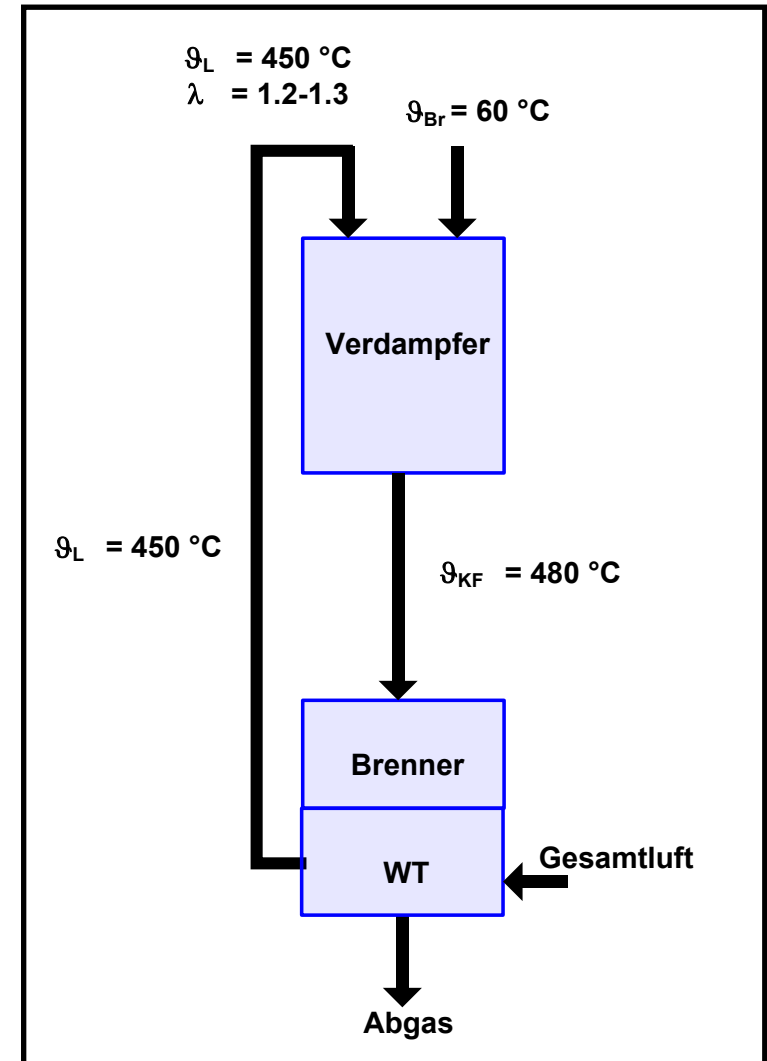 ϑL = 450 °C
λ = 1.2-1.3
ϑBr = 60 °C
Verdampfer
ϑL = 450 °C
ϑKF = 480 °C
Brenner
Gesamtluft
WT
Abgas